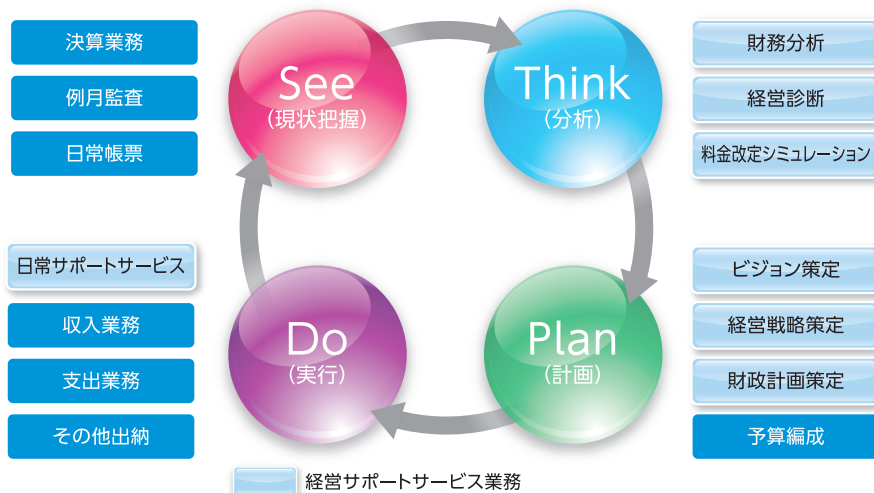 決算業務
例月監査
日常帳票
See
(現状把握)
Think
(分析)
財務分析
経営診断
料金改定シミュレーション
日常サポートサービス
収入業務
支出業務
その他出納
Do
(実行)
Plan
(計画)
ビジョン策定
経営戦略策定
財政計画策定
予算編成
経営サポートサービス業務